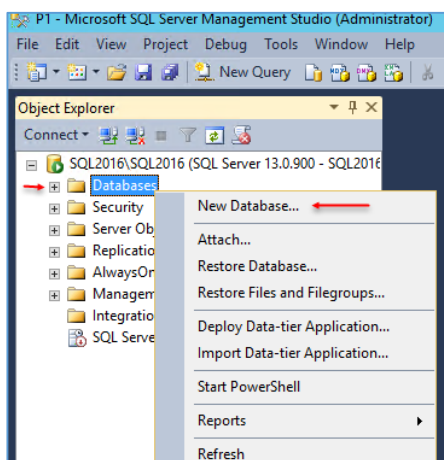 P1 - Microsoft SQL Server Management Studio (Administrator)
File Edit View Project Debug Tools Window Help
New Query
Object Explorer
Connect
SQL2016\SQL2016 (SQL Server 13.0.900 - SQL2016
Databases
Security
Server Ob
Replicatio
AlwaysOn
Managem
Integratio
SQL Serve
New Database...
Attach...
Restore Database...
Restore Files and Filegroups...
Deploy Data-tier Application...
Import Data-tier Application...
Start PowerShell
Reports
Refresh